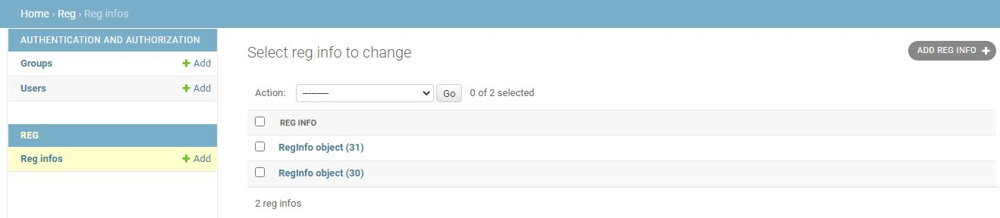 Home › Reg › Reg infos
AUTHENTICATION AND AUTHORIZATION
Groups + Add
Users + Add
REG
Reg infos + Add
Select reg info to change
ADD REG INFO +
Action: --------- Go 0 of 2 selected
REG INFO
RegInfo object (31)
RegInfo object (30)
2 reg infos